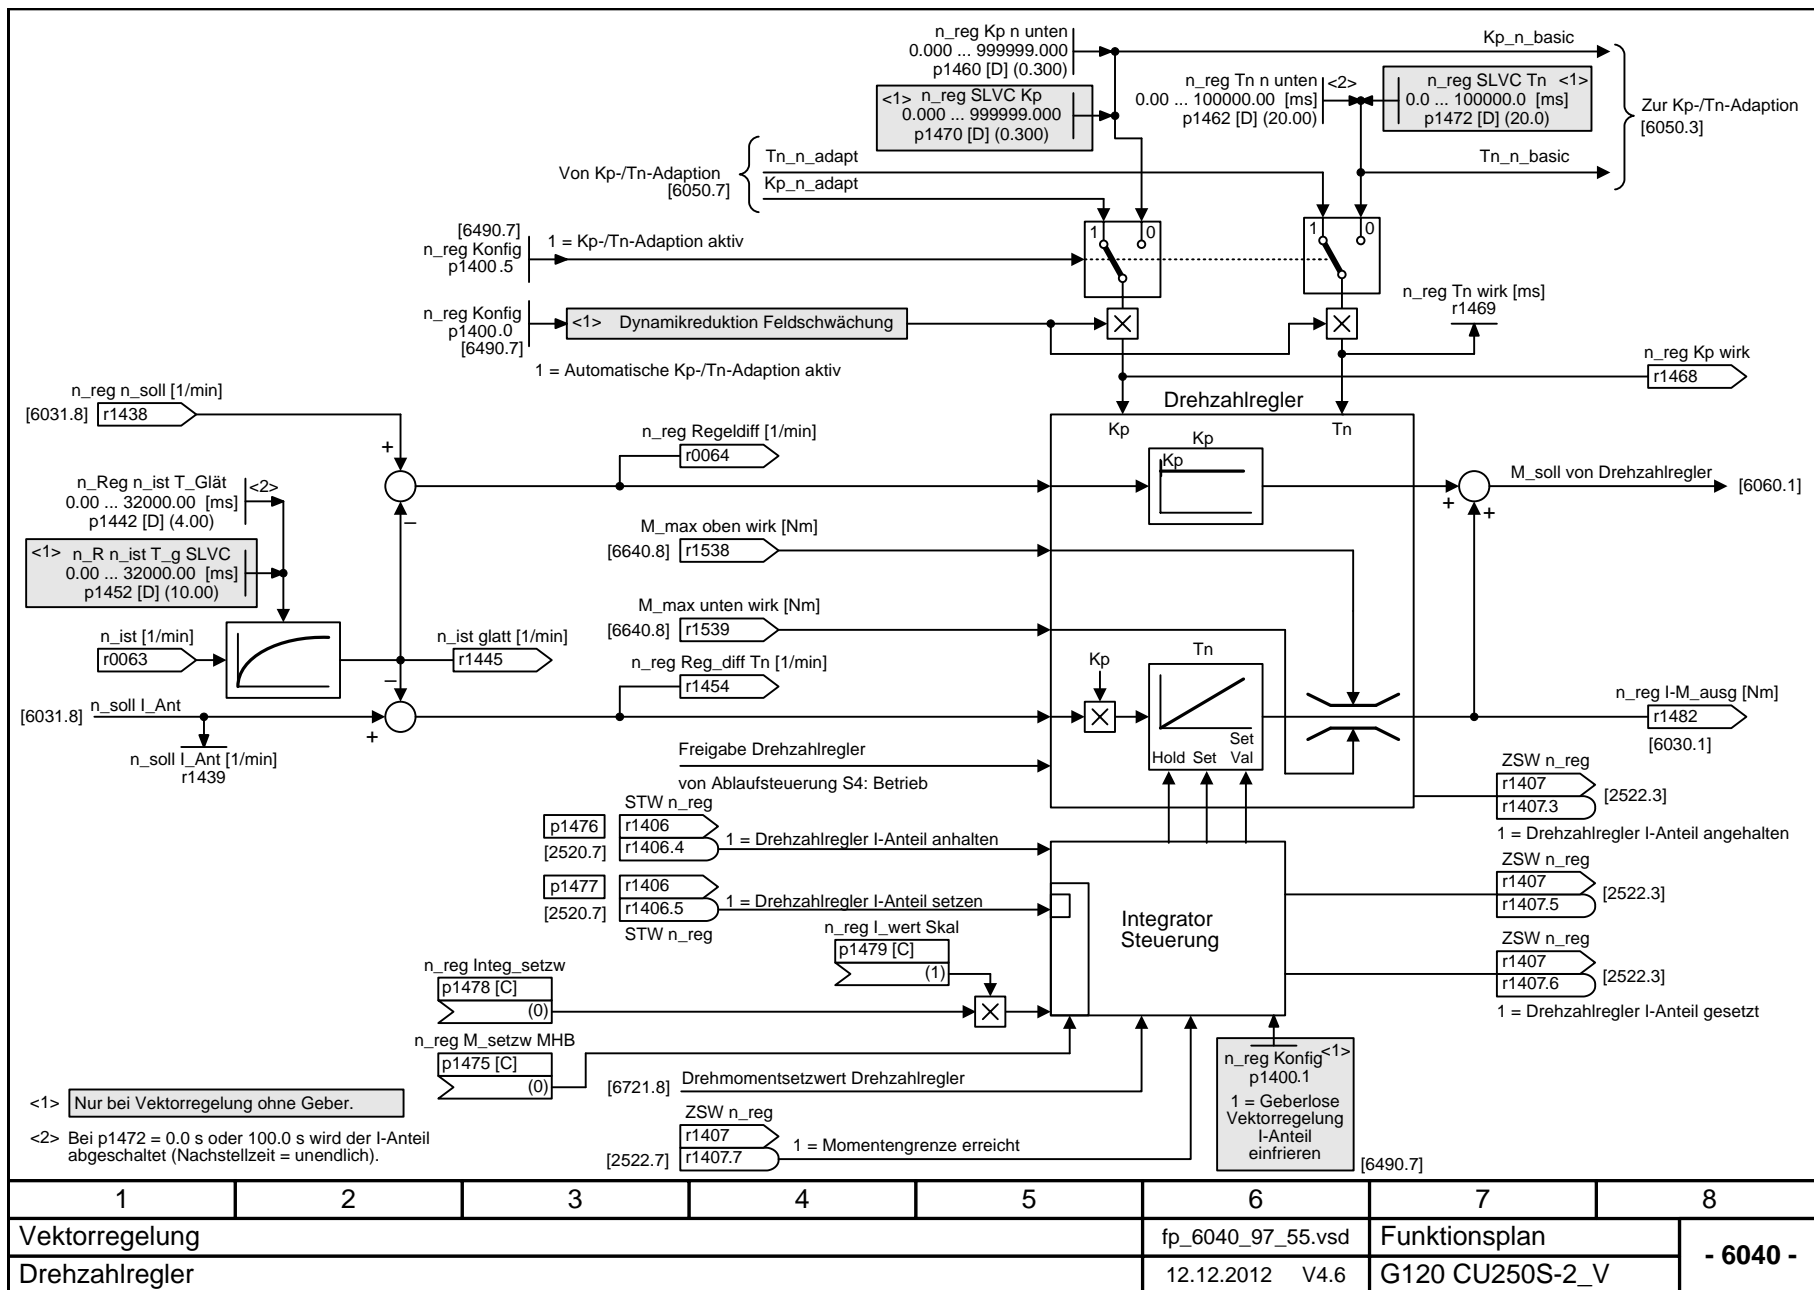 n_reg Kp n unten
0.000 ... 999999.000
p1460 [D] (0.300)
Kp_n_basic
<1> n_reg SLVC Kp
0.000 ... 999999.000
p1470 [D] (0.300)
n_reg Tn n unten
0.00 ... 100000.00 [ms]
p1462 [D] (20.00)
<2>
n_reg SLVC Tn <1>
0.0 ... 100000.0 [ms]
p1472 [D] (20.0)
Zur Kp-/Tn-Adaption
[6050.3]
Tn_n_basic
Von Kp-/Tn-Adaption
[6050.7]
Tn_n_adapt
Kp_n_adapt
1 0
1 0
[6490.7]
n_reg Konfig
p1400.5
1 = Kp-/Tn-Adaption aktiv
n_reg Konfig
p1400.0
[6490.7]
<1> Dynamikreduktion Feldschwächung
1 = Automatische Kp-/Tn-Adaption aktiv
n_reg Tn wirk [ms]
r1469
n_reg Kp wirk
r1468
n_reg n_soll [1/min]
[6031.8] r1438
+
–
n_reg Regeldiff [1/min]
r0064
Drehzahlregler
Kp
Tn
Kp
Kp
M_soll von Drehzahlregler
[6060.1]
+
+
n_Reg n_ist T_Glät
0.00 ... 32000.00 [ms]
p1442 [D] (4.00)
<2>
<1> n_R n_ist T_g SLVC
0.00 ... 32000.00 [ms]
p1452 [D] (10.00)
M_max oben wirk [Nm]
[6640.8] r1538
M_max unten wirk [Nm]
[6640.8] r1539
n_ist [1/min]
r0063
n_ist glatt [1/min]
r1445
n_reg Reg_diff Tn [1/min]
r1454
–
+
[6031.8] n_soll I_Ant
n_soll I_Ant [1/min]
r1439
Kp
Tn
Hold Set
Set
Val
n_reg I-M_ausg [Nm]
r1482
[6030.1]
Freigabe Drehzahlregler
von Ablaufsteuerung S4: Betrieb
ZSW n_reg
r1407
r1407.3
[2522.3]
1 = Drehzahlregler I-Anteil angehalten
STW n_reg
p1476
r1406
[2520.7]
r1406.4
1 = Drehzahlregler I-Anteil anhalten
p1477
r1406
[2520.7]
r1406.5
1 = Drehzahlregler I-Anteil setzen
STW n_reg
Integrator
Steuerung
ZSW n_reg
r1407
r1407.5
[2522.3]
ZSW n_reg
r1407
r1407.6
[2522.3]
1 = Drehzahlregler I-Anteil gesetzt
n_reg I_wert Skal
p1479 [C]
(1)
n_reg Integ_setzw
p1478 [C]
(0)
n_reg M_setzw MHB
p1475 [C]
(0)
[6721.8] Drehmomentsetzwert Drehzahlregler
ZSW n_reg
r1407
[2522.7] r1407.7
1 = Momentengrenze erreicht
n_reg Konfig <1>
p1400.1
1 = Geberlose
Vektorregelung
I-Anteil
einfrieren
[6490.7]
<1> Nur bei Vektorregelung ohne Geber.
<2> Bei p1472 = 0.0 s oder 100.0 s wird der I-Anteil
abgeschaltet (Nachstellzeit = unendlich).
1 2 3 4 5 6 7 8
Vektorregelung
fp_6040_97_55.vsd
Funktionsplan
- 6040 -
Drehzahlregler
12.12.2012 V4.6
G120 CU250S-2_V